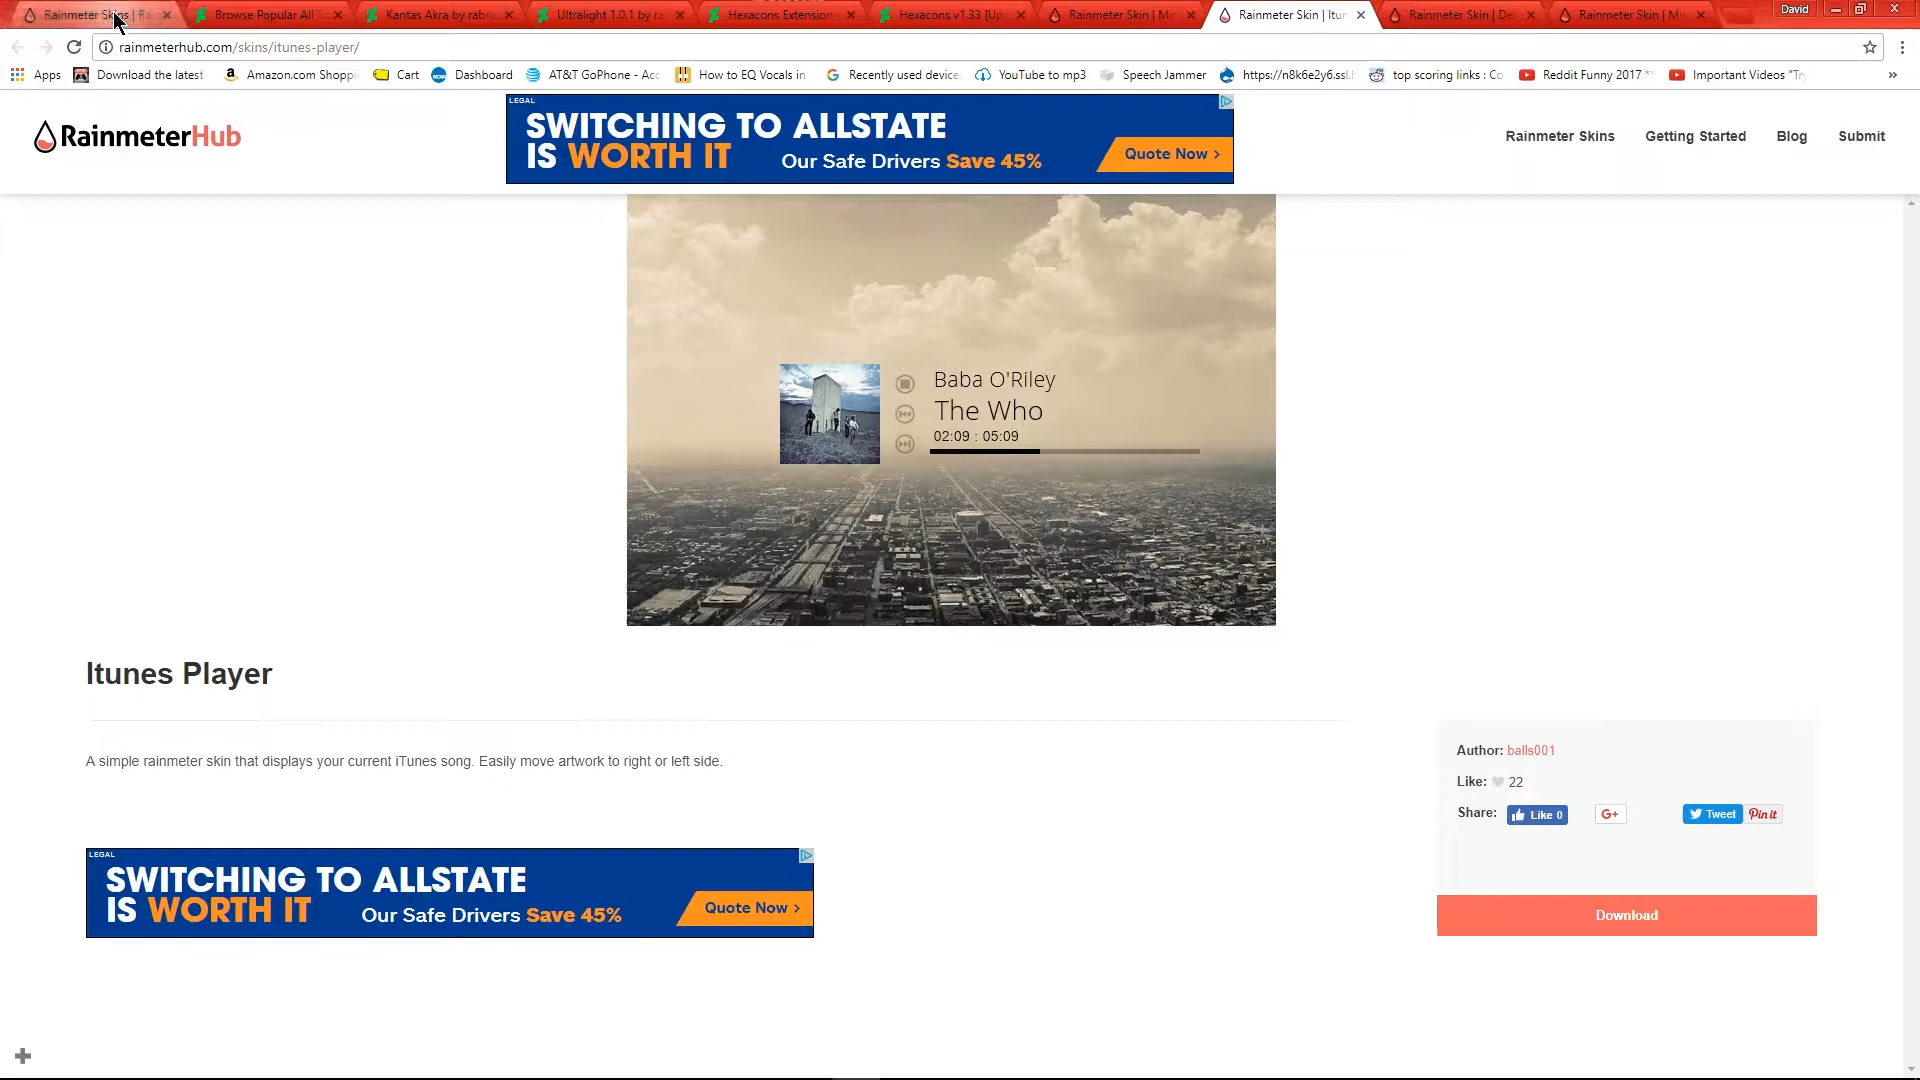 Rainmeter Skins | Ra
Browse Popular All T
Kantas Akra by rabra
Ultralight 1.0.1 by ra
Hexacons Extension
Hexacons v1.33 [Up
Rainmeter Skin | Min
Rainmeter Skin | Itun
Rainmeter Skin | De
Rainmeter Skin | M
David
rainmeterhub.com/skins/itunes-player/
Apps
Download the latest
Amazon.com Shoppi
Cart
Dashboard
AT&T GoPhone - Acc
How to EQ Vocals in
Recently used device
YouTube to mp3
Speech Jammer
https://n8k6e2y6.ssl.h
top scoring links : Co
Reddit Funny 2017 *
Important Videos "Tr
»
RainmeterHub
LEGAL
SWITCHING TO ALLSTATE
IS WORTH IT Our Safe Drivers Save 45%
Quote Now >
Rainmeter Skins
Getting Started
Blog
Submit
Baba O'Riley
The Who
02:09 : 05:09
Itunes Player
A simple rainmeter skin that displays your current iTunes song. Easily move artwork to right or left side.
Author: balls001
Like: 22
Share: Like 0 G+ Tweet Pin it
Download
LEGAL
SWITCHING TO ALLSTATE
IS WORTH IT Our Safe Drivers Save 45%
Quote Now >